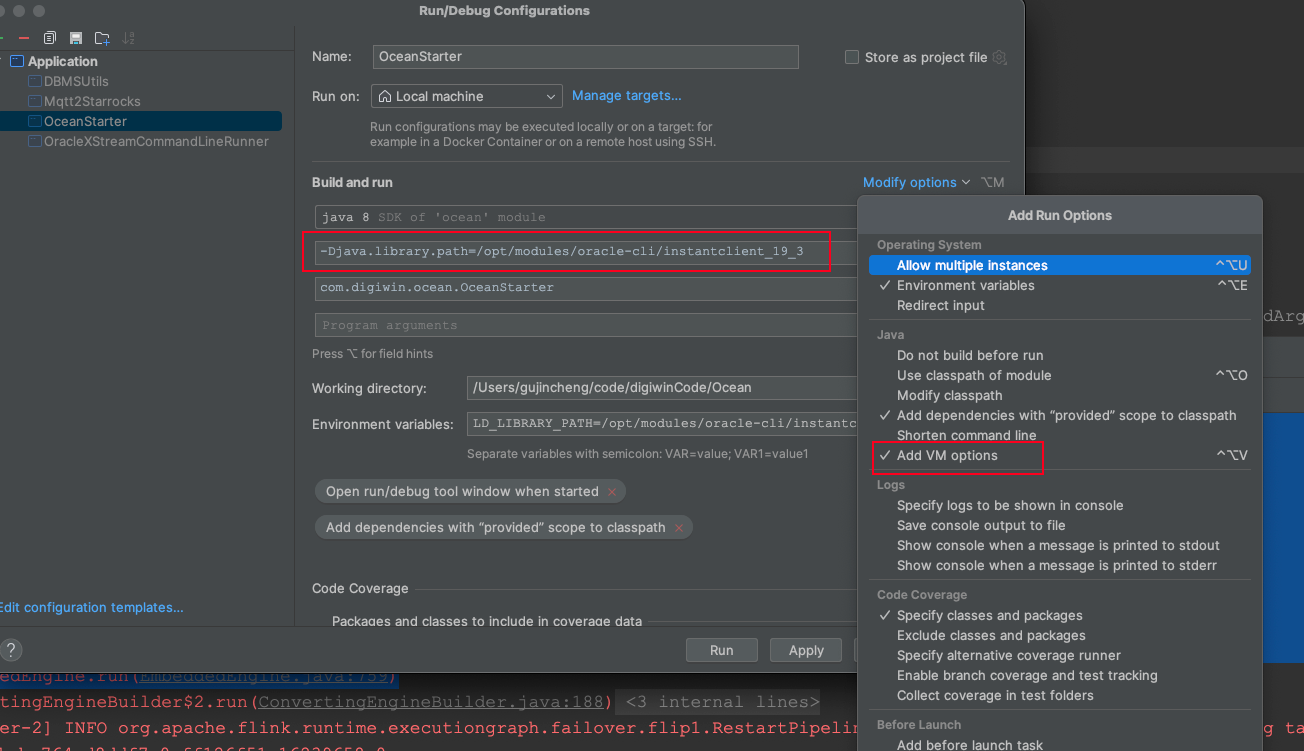 Run/Debug Configurations
Application
DBMSUtils
Mqtt2Starrocks
OceanStarter
OracleXStreamCommandLineRunner
Name:
OceanStarter
Store as project file
Run on:
Local machine
Manage targets...
Run configurations may be executed locally or on a target: for
example in a Docker Container or on a remote host using SSH.
Build and run
Modify options
⌥M
java 8 SDK of 'ocean' module
-Djava.library.path=/opt/modules/oracle-cli/instantclient_19_3
com.digiwin.ocean.OceanStarter
Program arguments
Press ⌥ for field hints
Working directory:
/Users/gujincheng/code/digiwinCode/Ocean
Environment variables:
LD_LIBRARY_PATH=/opt/modules/oracle-cli/instantc
Separate variables with semicolon: VAR=value; VAR1=value1
Open run/debug tool window when started ×
Add dependencies with “provided” scope to classpath ×
Code Coverage
Packages and classes to include in coverage data
Edit configuration templates...
?
Run
Apply
Add Run Options
Operating System
Allow multiple instances ^⌥U
✓ Environment variables ^⌥E
Redirect input
Java
Do not build before run
Use classpath of module ^⌥O
Modify classpath
✓ Add dependencies with “provided” scope to classpath
Shorten command line
✓ Add VM options ^⌥V
Logs
Specify logs to be shown in console
Save console output to file
Show console when a message is printed to stdout
Show console when a message is printed to stderr
Code Coverage
✓ Specify classes and packages
Exclude classes and packages
Specify alternative coverage runner
Enable branch coverage and test tracking
Collect coverage in test folders
Before Launch
Add before launch task
dArg
edEngine.run(EmbeddedEngine.java:759)
tingEngineBuilder$2.run(ConvertingEngineBuilder.java:188) <3 internal lines>
er-2] INFO org.apache.flink.runtime.executiongraph.failover.flip1.RestartPipelin
g ta